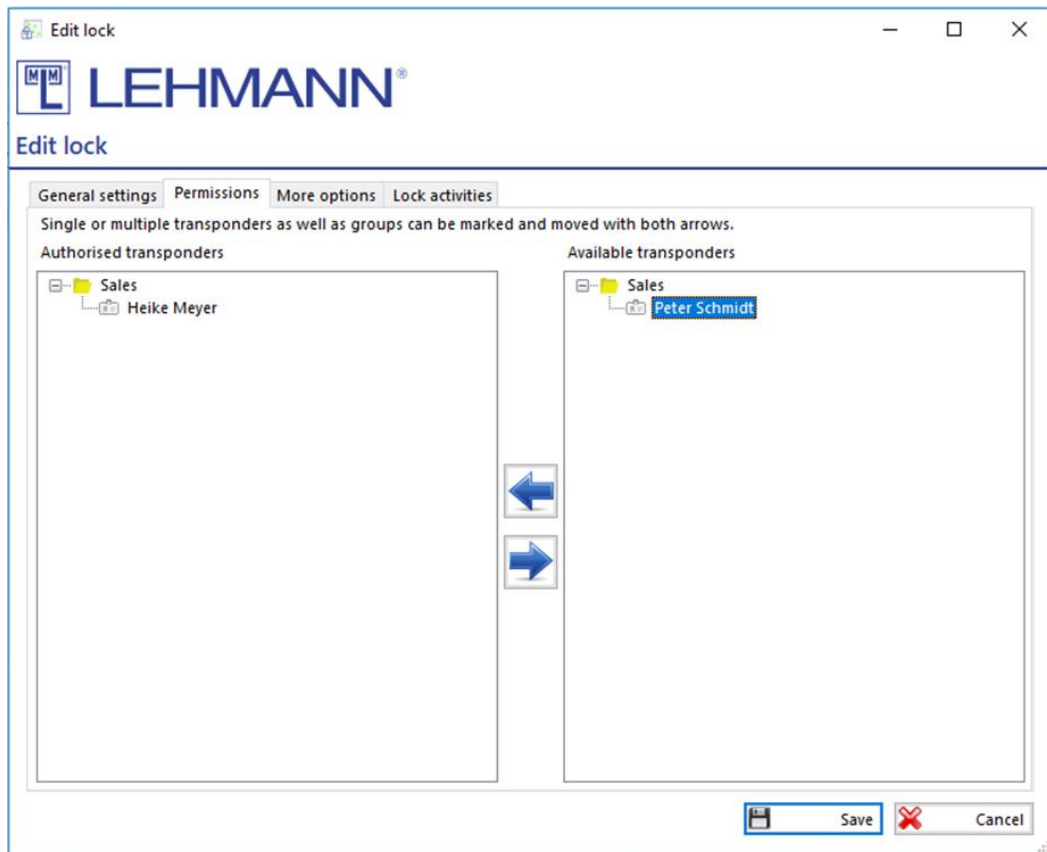 Edit lock
MM
L
LEHMANN®
Edit lock
General settings Permissions More options Lock activities
Single or multiple transponders as well as groups can be marked and moved with both arrows.
Authorised transponders Available transponders
Sales Sales
Heike Meyer Peter Schmidt
Save Cancel